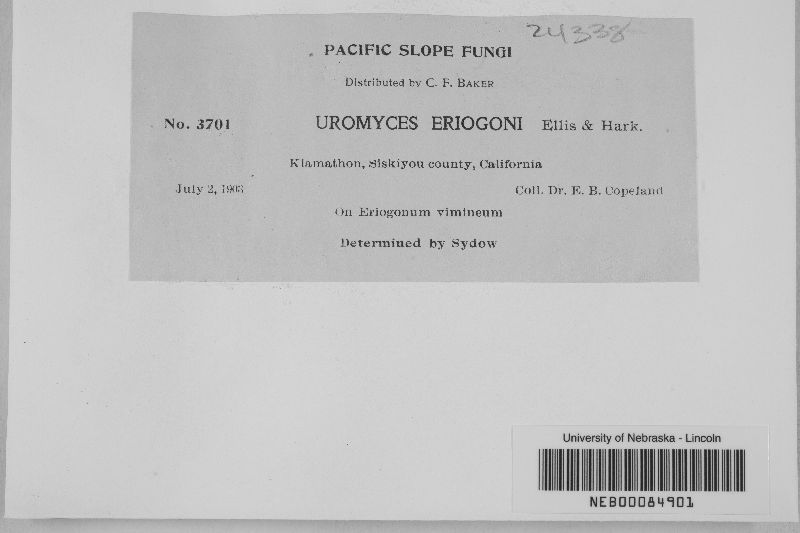 24338
PACIFIC SLOPE FUNGI
Distributed by C. F. BAKER
No. 3701 UROMYCES ERIOGONI Ellis & Hark.
Klamathon, Siskiyou county, California
July 2, 1903 Coll. Dr. E. B. Copeland
On Eriogonum vimineum
Determined by Sydow
University of Nebraska - Lincoln
NEB00084901